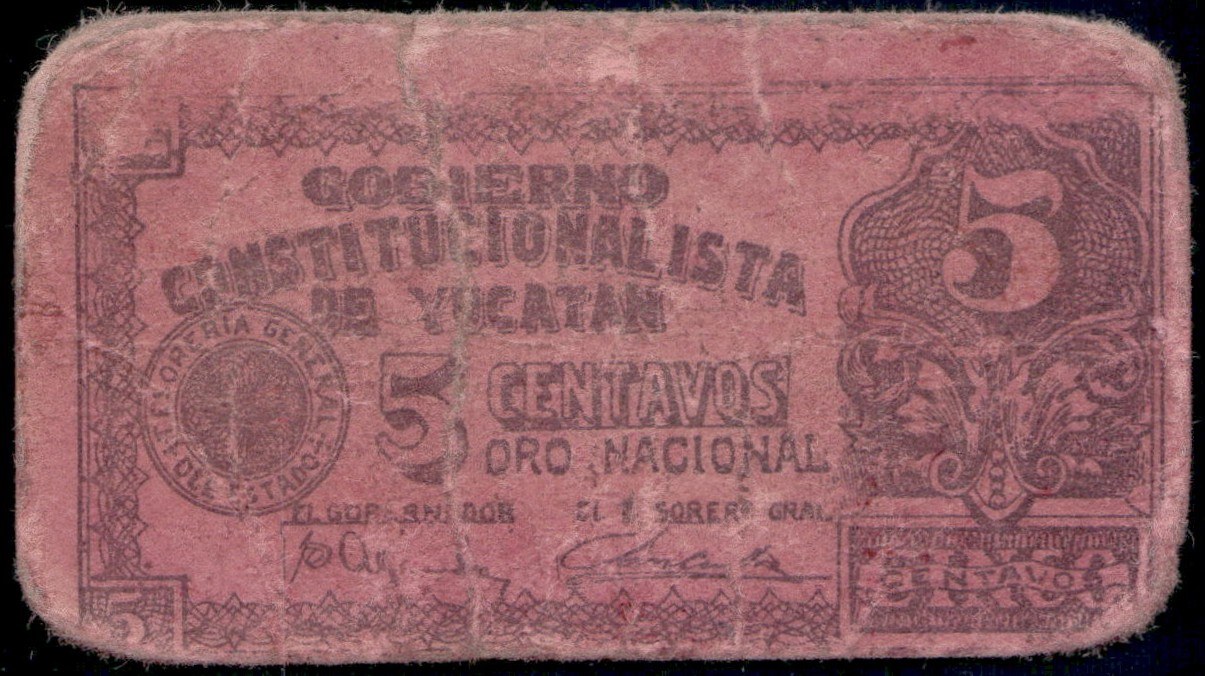 GOBIERNO
CONSTITUCIONALISTA
DE YUCATAN
5
TESORERIA GENERAL
DEL ESTADO
5 CENTAVOS
ORO NACIONAL
EL GOBERNADOR EL T SORERO GRAL.
CENTAVOS
5